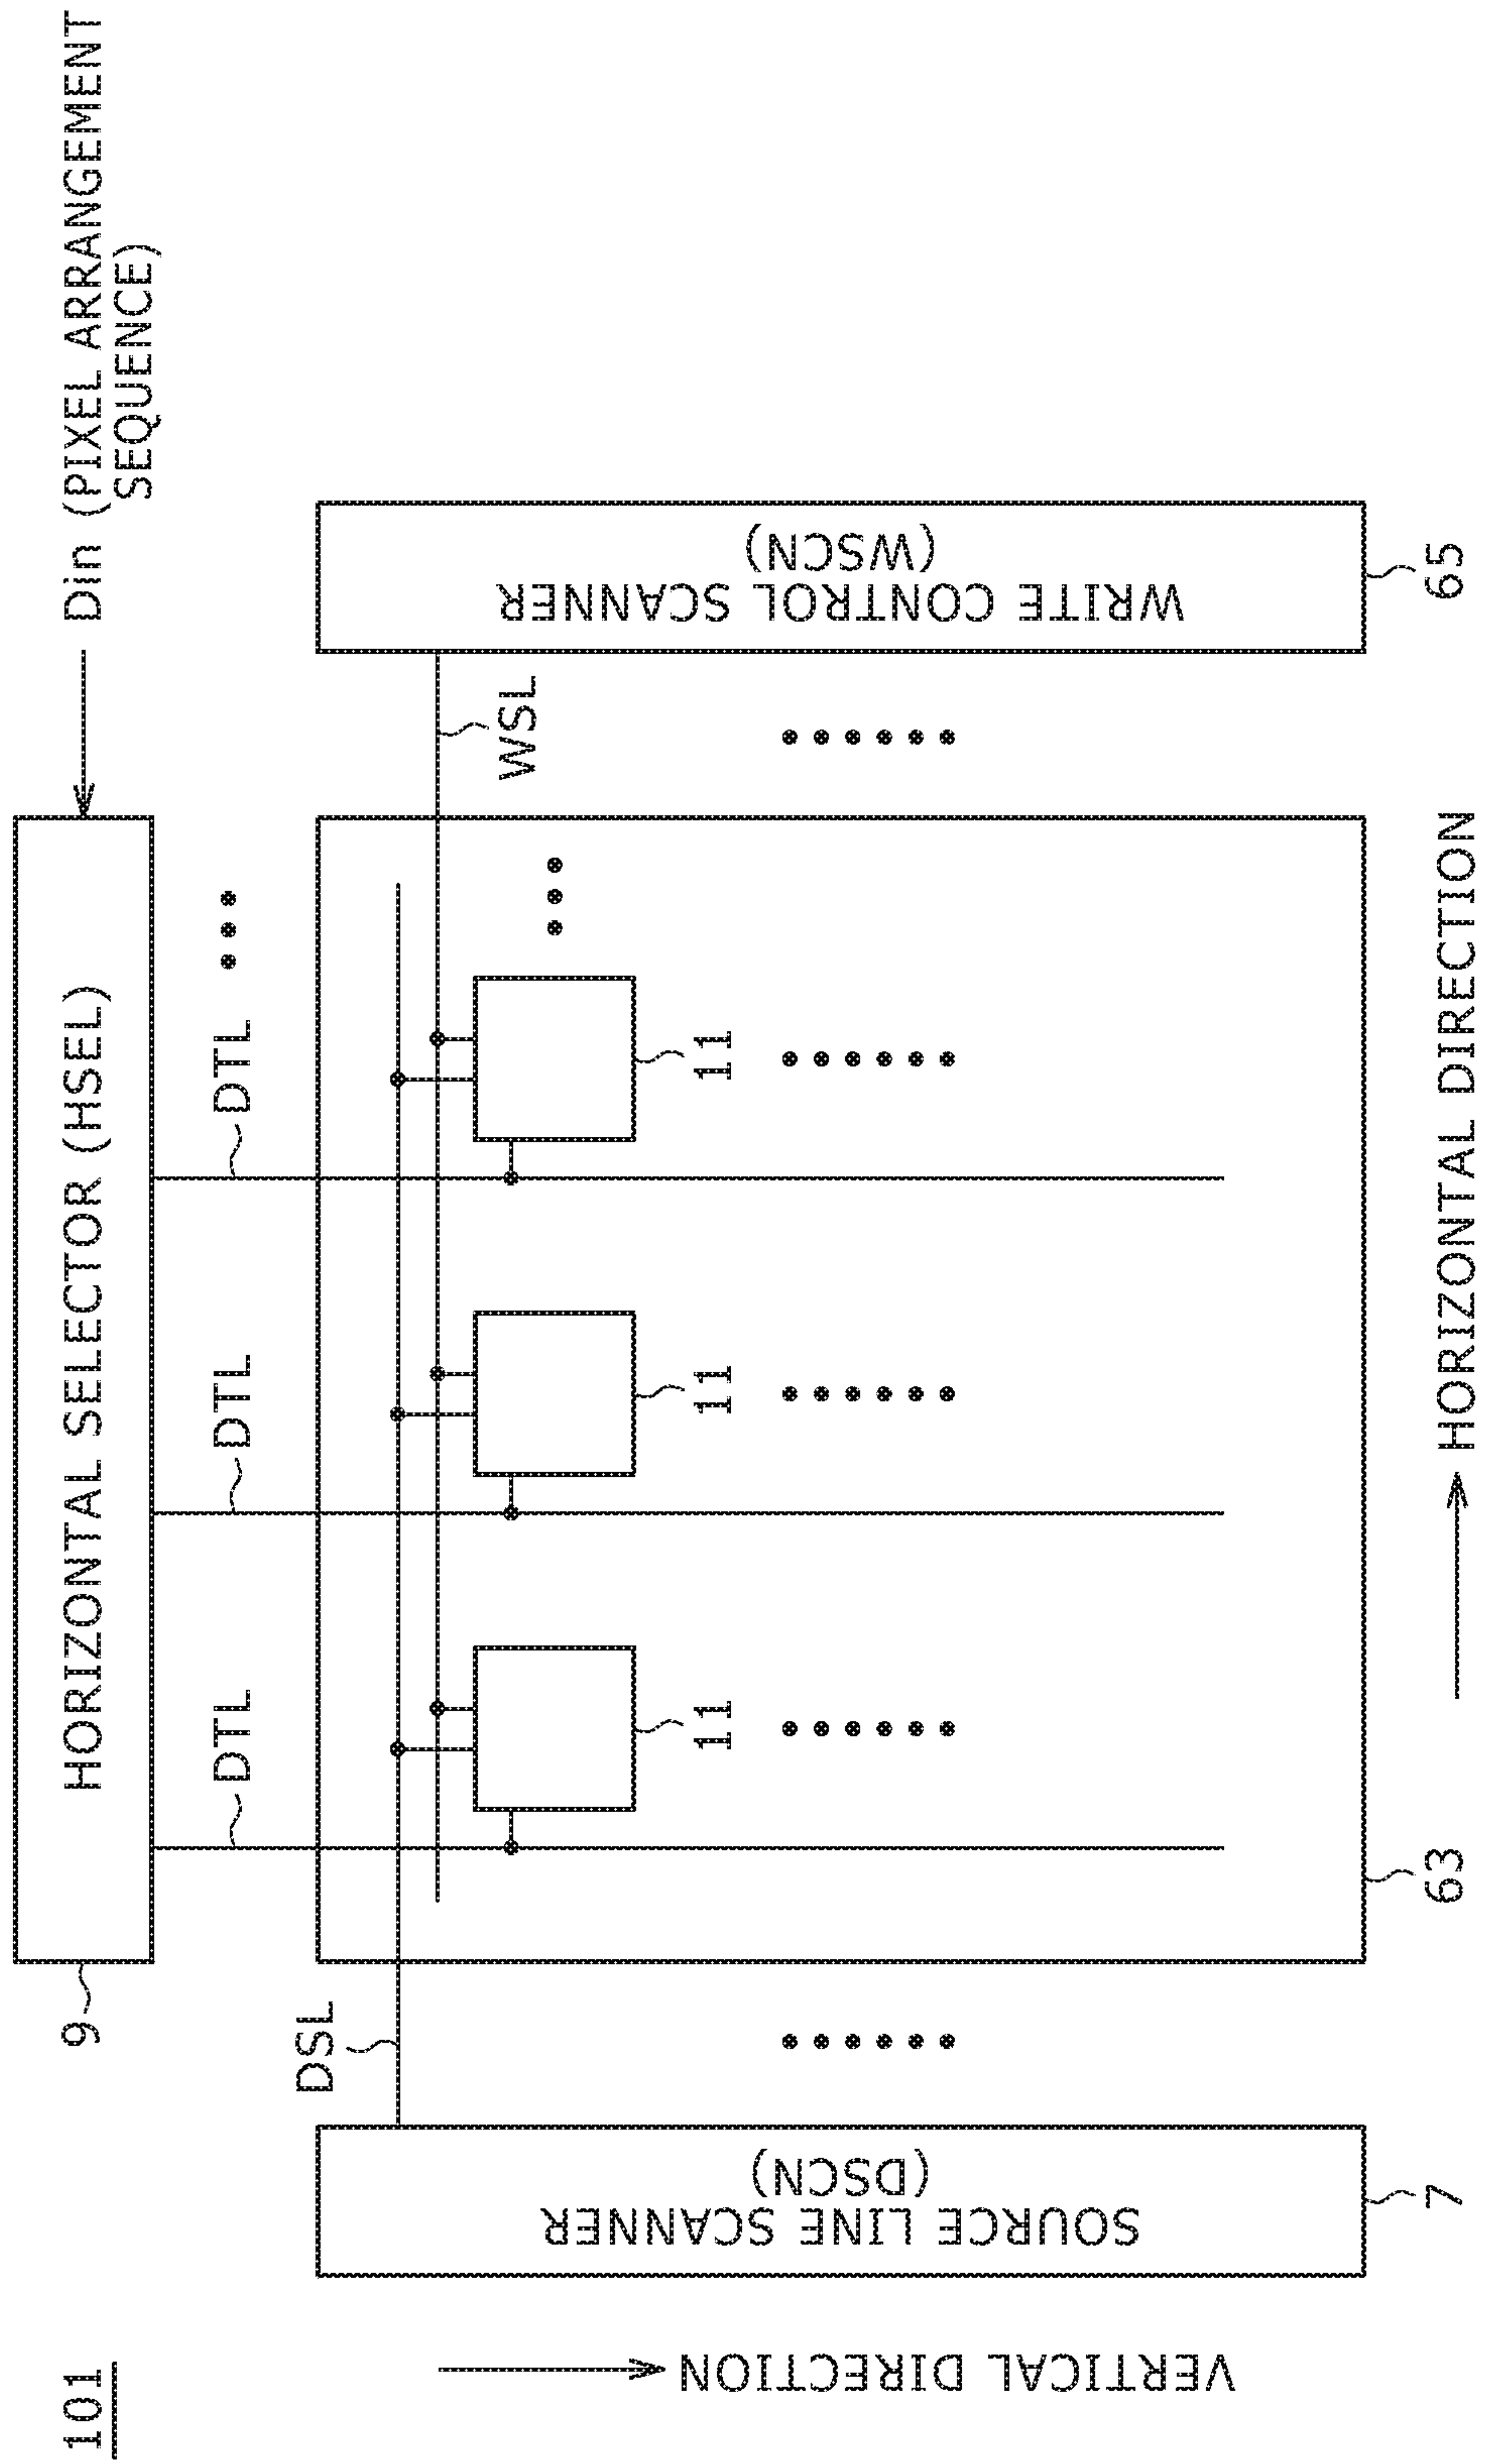 101
9
HORIZONTAL SELECTOR (HSEL)
Din (PIXEL ARRANGEMENT
SEQUENCE)
DTL
DTL
DTL
DSL
WSL
11
11
11
VERTICAL DIRECTION
SOURCE LINE SCANNER
(DSCN)
WRITE CONTROL SCANNER
(WSCN)
7
63
65
HORIZONTAL DIRECTION